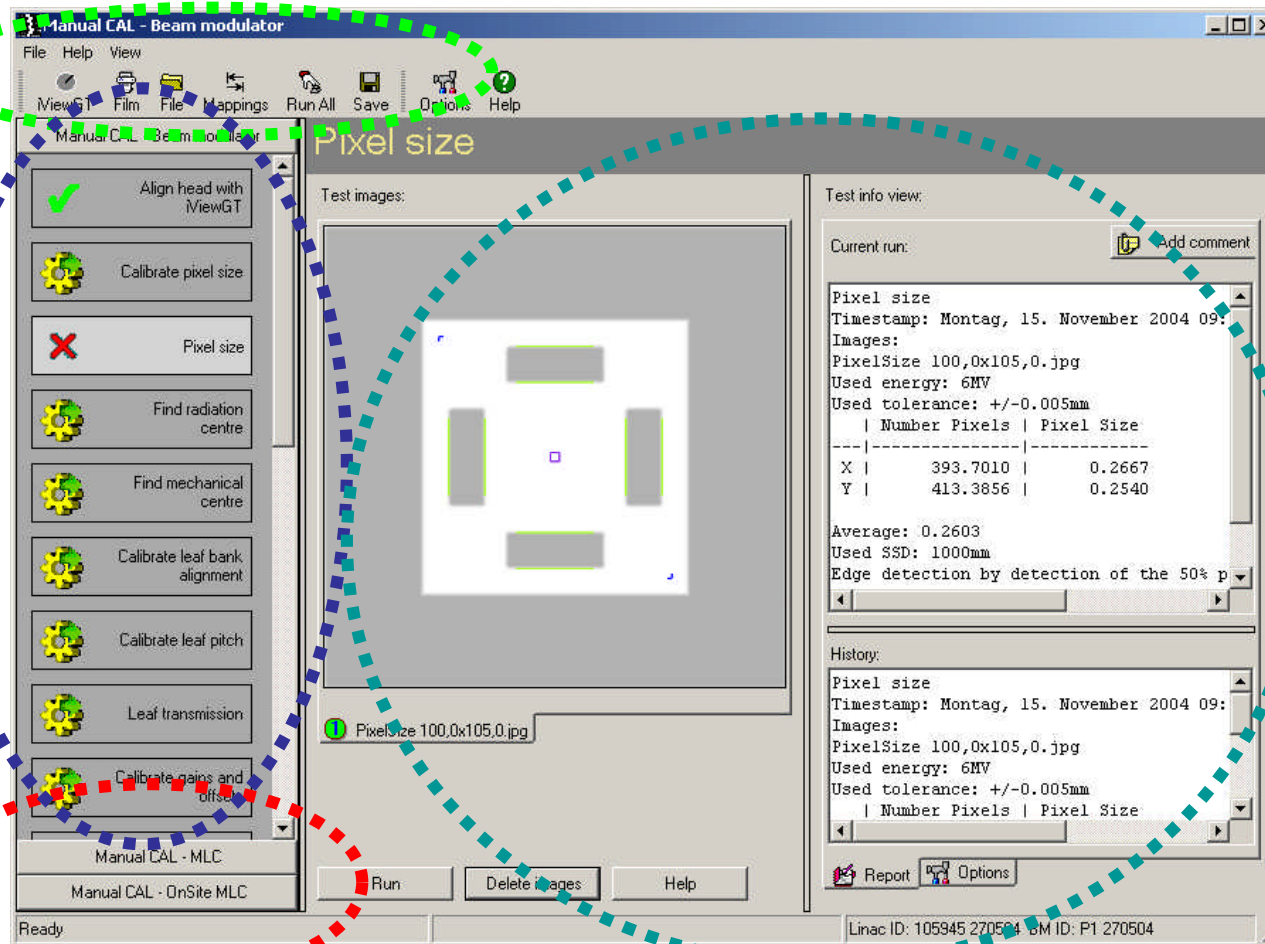 Manual CAL - Beam modulator
File Help View
iViewGT Film File Mappings Run All Save Options Help
Manual CAL - Beam modulator
Pixel size
Align head with
iViewGT
Calibrate pixel size
Pixel size
Find radiation
centre
Find mechanical
centre
Calibrate leaf bank
alignment
Calibrate leaf pitch
Leaf transmission
Calibrate gains and
offsets
Manual CAL - MLC
Manual CAL - OnSite MLC
Test images:
1 PixelSize 100,0x105,0.jpg
Run Delete images Help
Test info view:
Current run:
Add comment
Pixel size
Timestamp: Montag, 15. November 2004 09:
Images:
PixelSize 100,0x105,0.jpg
Used energy: 6MV
Used tolerance: +/-0.005mm
| Number Pixels | Pixel Size
---|---------------|------------
X | 393.7010 | 0.2667
Y | 413.3856 | 0.2540
Average: 0.2603
Used SSD: 1000mm
Edge detection by detection of the 50% p
History:
Pixel size
Timestamp: Montag, 15. November 2004 09:
Images:
PixelSize 100,0x105,0.jpg
Used energy: 6MV
Used tolerance: +/-0.005mm
| Number Pixels | Pixel Size
Report Options
Ready
Linac ID: 105945 270504 BM ID: P1 270504